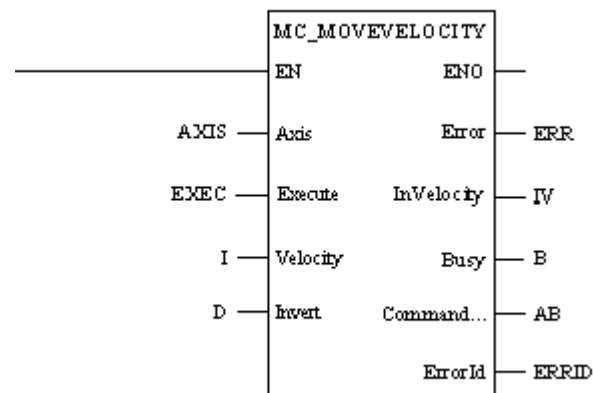 MC_MOVEVELOCITY
EN ENO
AXIS Axis Error ERR
EXEC Execute InVelocity IV
I Velocity Busy B
D Invert Command... AB
ErrorId ERRID